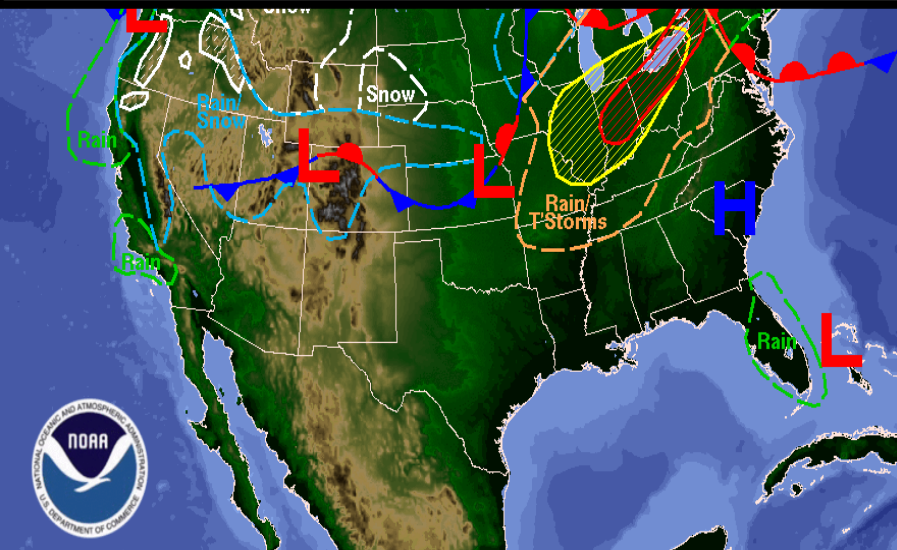 Snow
L
Rain/
Snow
Snow
Rain
L
L
Rain/
T'Storms
H
Rain
Rain
L
NOAA
NATIONAL OCEANIC AND ATMOSPHERIC ADMINISTRATION
U.S. DEPARTMENT OF COMMERCE